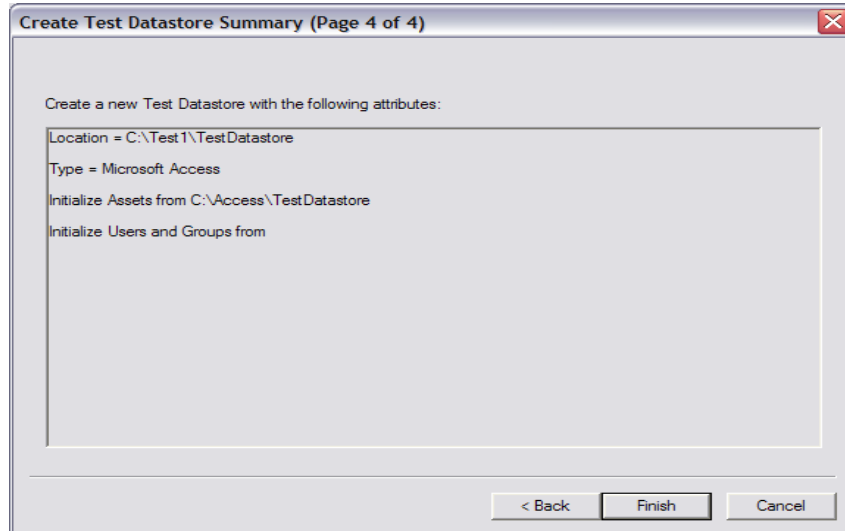 Create Test Datastore Summary (Page 4 of 4)
Create a new Test Datastore with the following attributes:
Location = C:\Test1\TestDatastore
Type = Microsoft Access
Initialize Assets from C:\Access\TestDatastore
Initialize Users and Groups from
< Back Finish Cancel